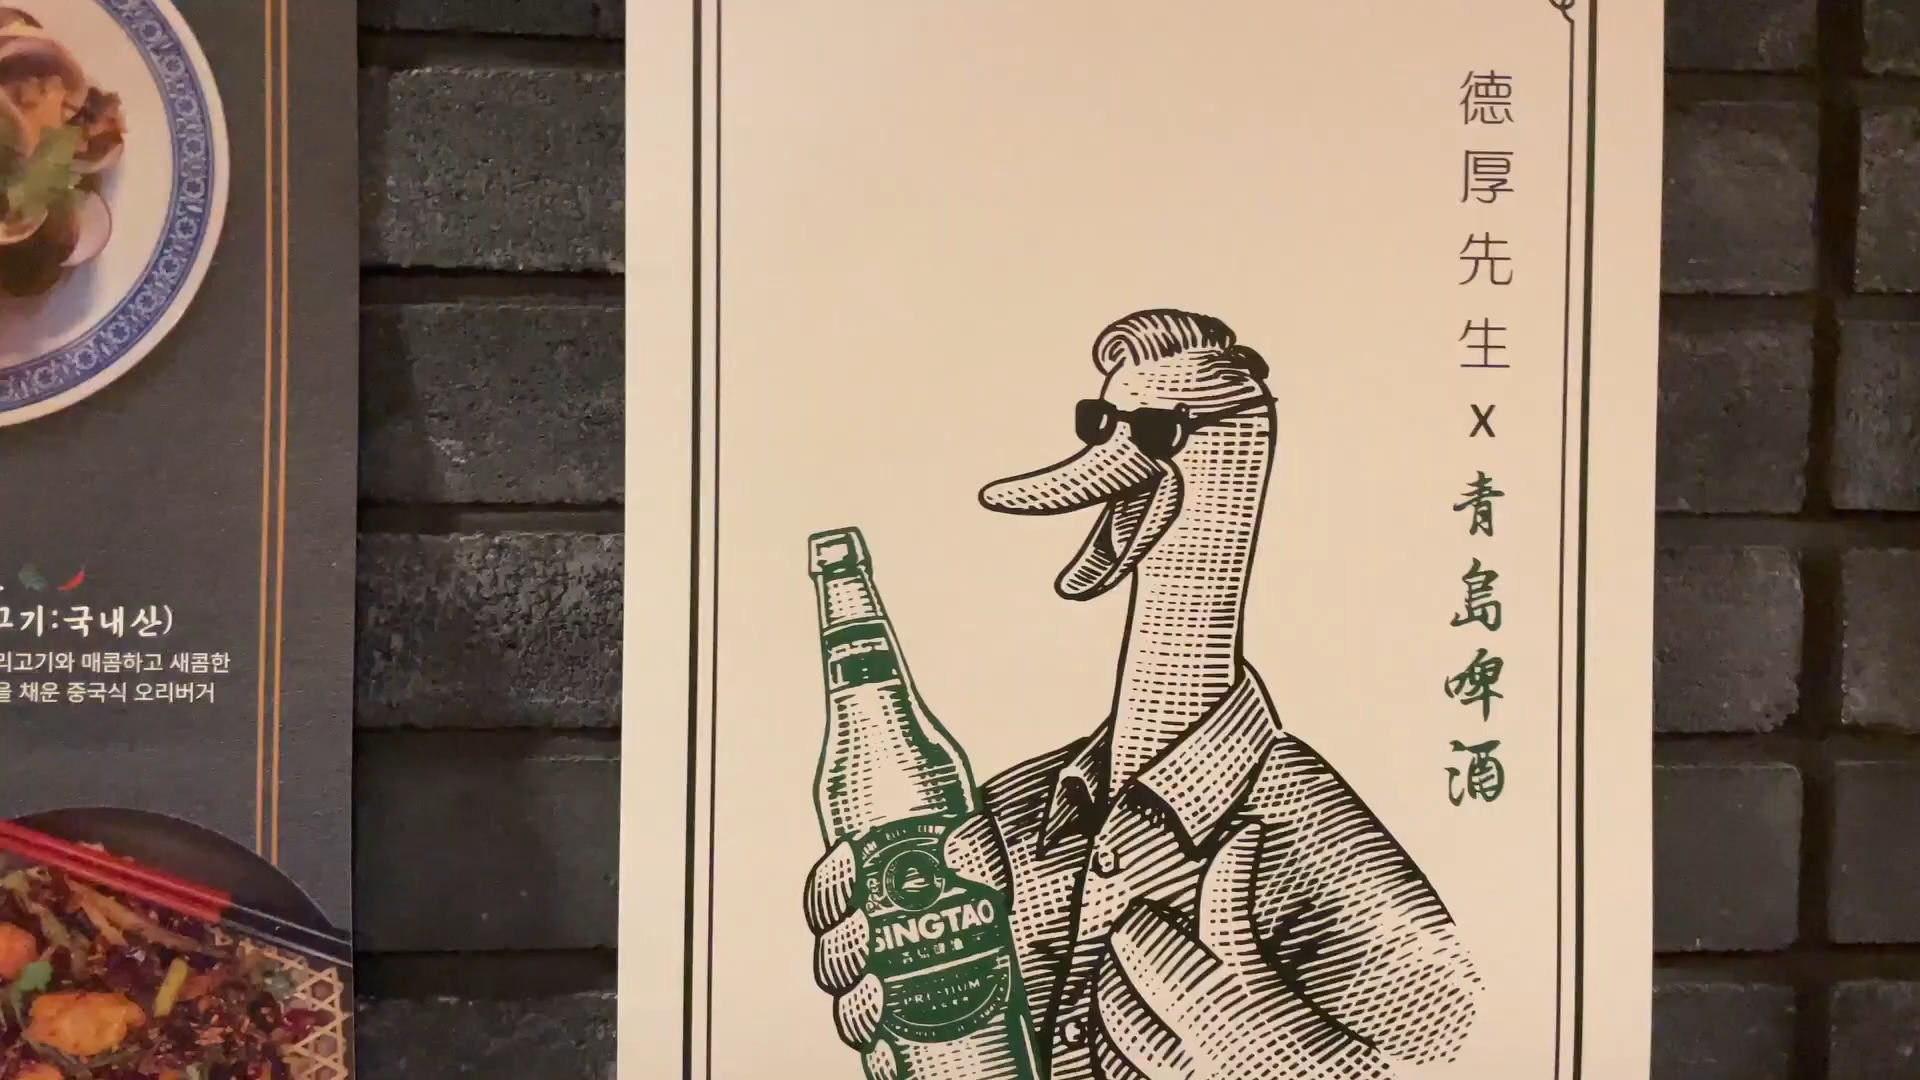 고기:국내산)
리고기와 매콤하고 새콤한
을 채운 중국식 오리버거
德厚先生
x
青島啤酒
SINGTAO
PREMIUM